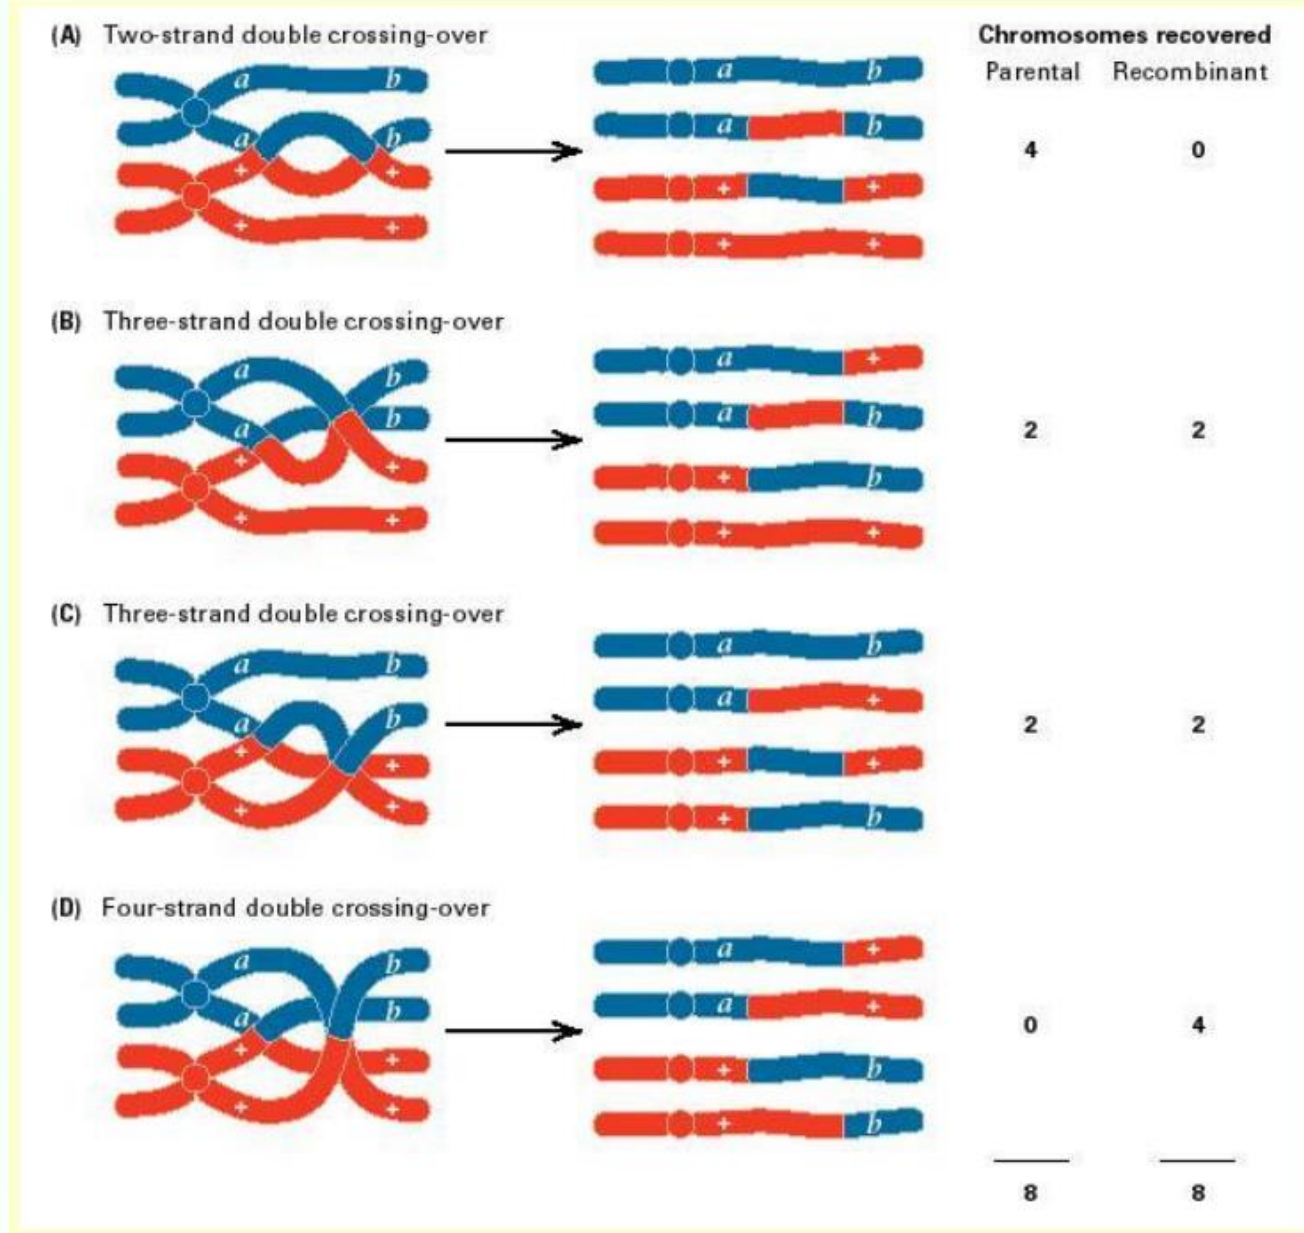 (A) Two-strand double crossing-over
Chromosomes recovered
Parental Recombinant
a b a b
a b a b
4 0
+ + + +
+ + + +
(B) Three-strand double crossing-over
a b a +
a b a b
2 2
+ + + b
+ + + +
(C) Three-strand double crossing-over
a b a b
a b a +
2 2
+ + + +
+ + + b
(D) Four-strand double crossing-over
a b a +
a b a +
0 4
+ + + b
+ + + b
8 8